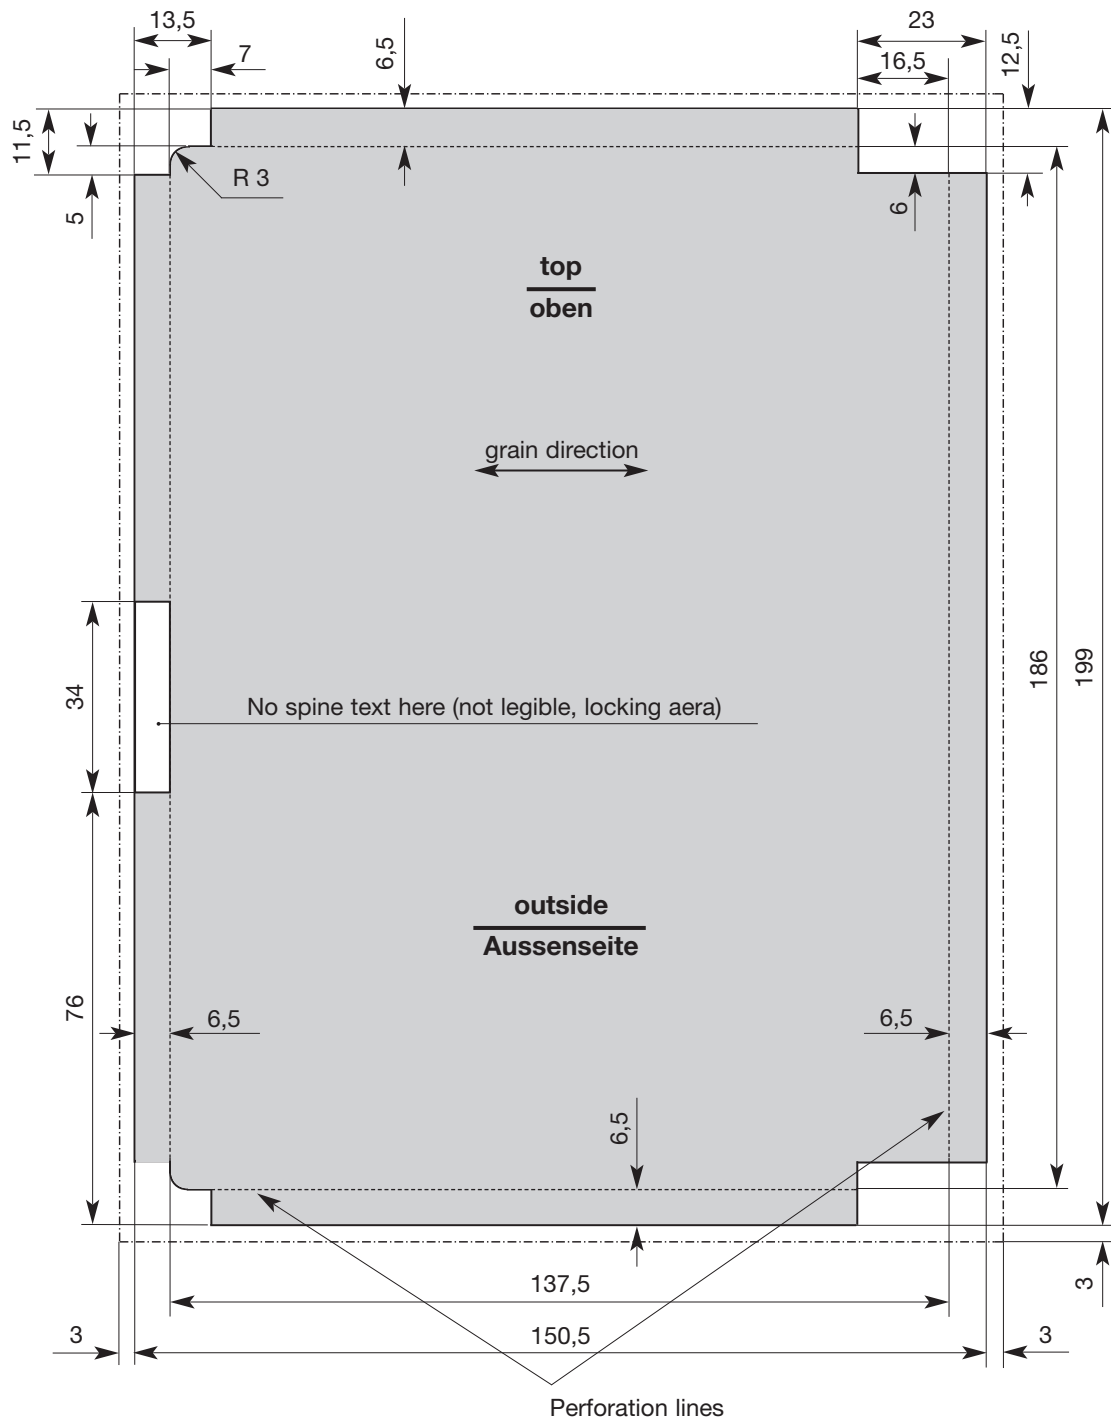 13,5
23
7
6,5
16,5
12,5
11,5
R 3
5
6
top
oben
grain direction
34
186
199
No spine text here (not legible, locking aera)
outside
Aussenseite
76
6,5
6,5
6,5
137,5
3
3
150,5
3
Perforation lines